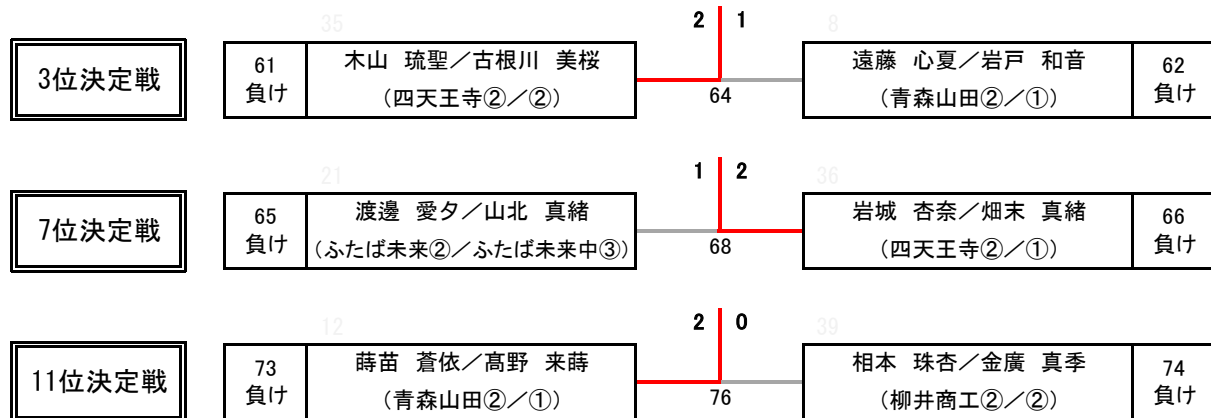 35
2 1
8
3位決定戦
61
負け
木山 琉聖／古根川 美桜
（四天王寺②／②）
64
遠藤 心夏／岩戸 和音
（青森山田②／①）
62
負け
21
1 2
36
7位決定戦
65
負け
渡邊 愛夕／山北 真緒
（ふたば未来②／ふたば未来中③）
68
岩城 杏奈／畑末 真緒
（四天王寺②／①）
66
負け
12
2 0
39
11位決定戦
73
負け
蒔苗 蒼依／髙野 来蒔
（青森山田②／①）
76
相本 珠杏／金廣 真季
（柳井商工②／②）
74
負け